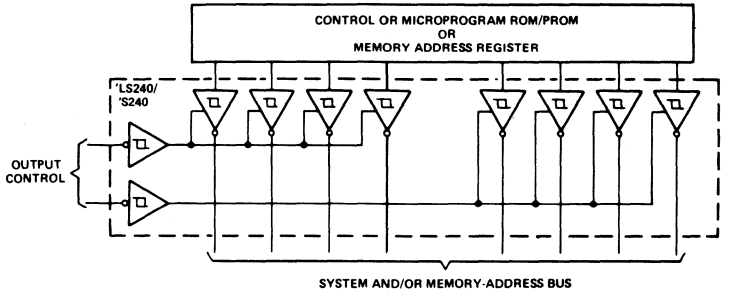 CONTROL OR MICROPROGRAM ROM/PROM
OR
MEMORY ADDRESS REGISTER
'LS240/
'S240
OUTPUT
CONTROL
SYSTEM AND/OR MEMORY-ADDRESS BUS